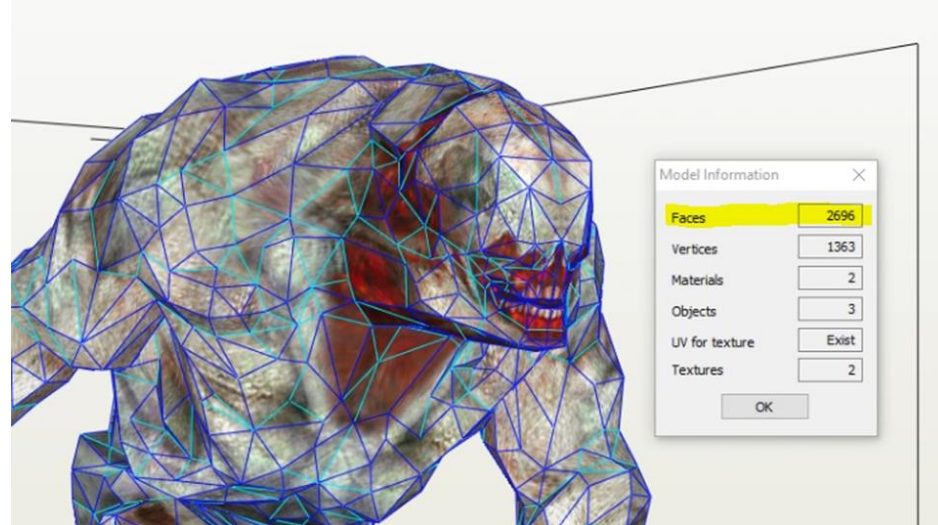 Model Information
Faces 2696
Vertices 1363
Materials 2
Objects 3
UV for texture Exist
Textures 2
OK